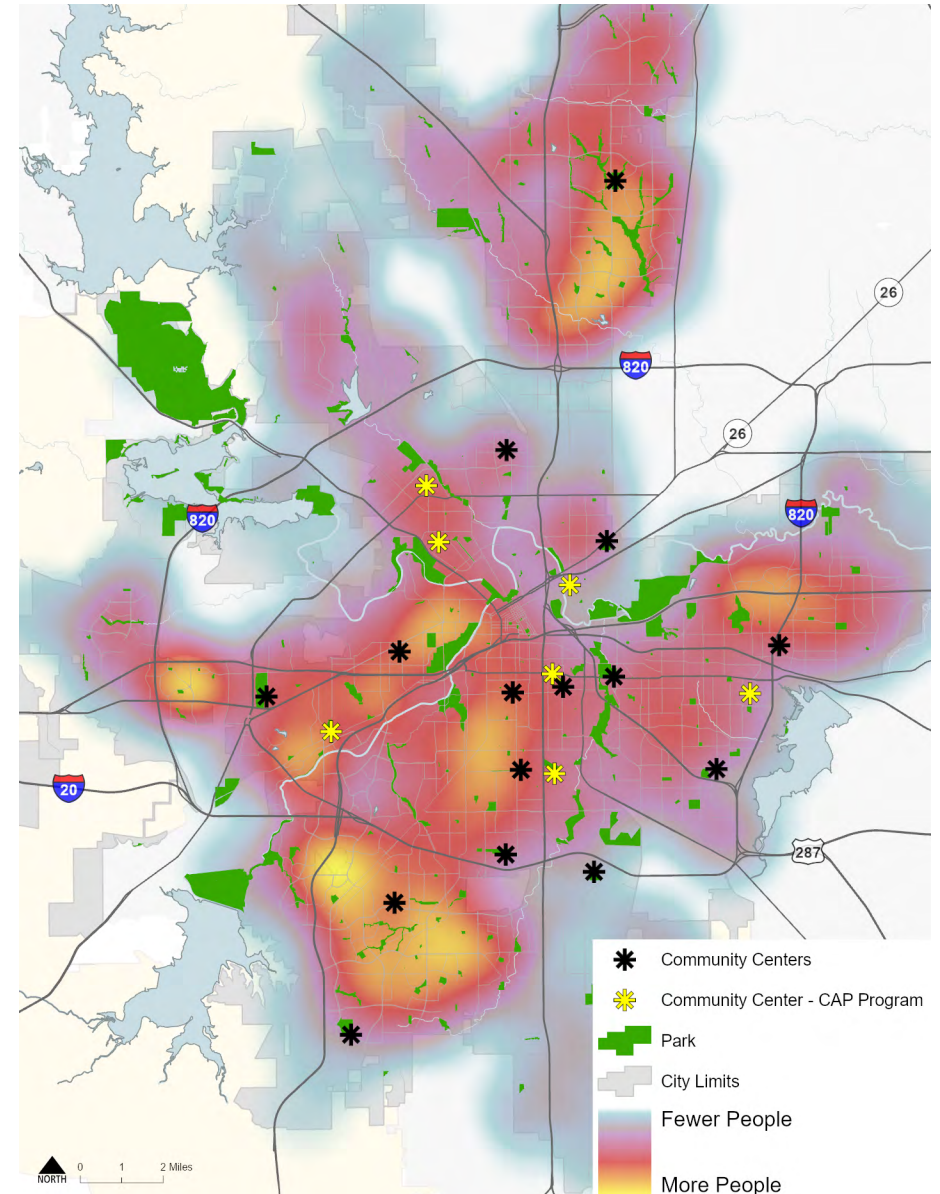 26
820
26
820
820
20
287
Community Centers
Community Center - CAP Program
Park
City Limits
Fewer People
More People
NORTH
0 1 2 Miles